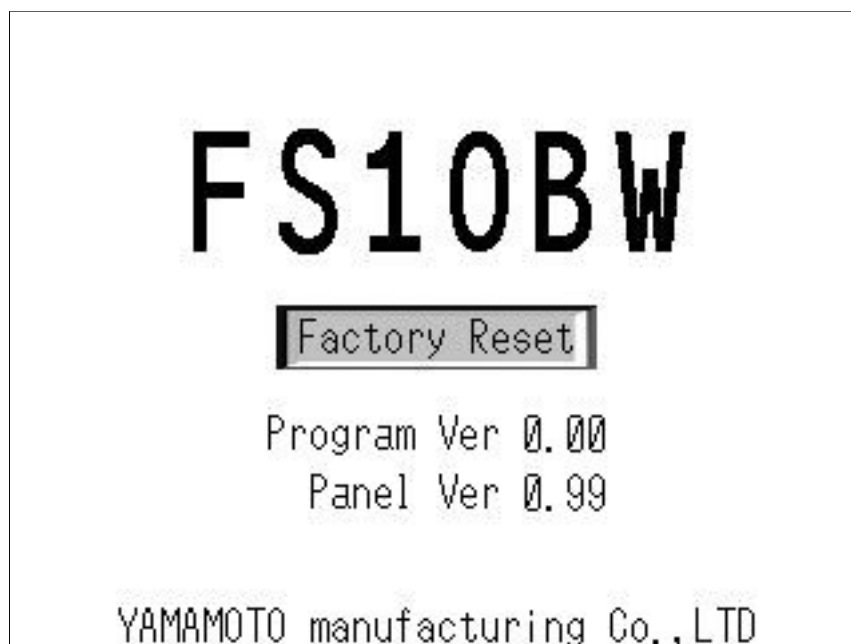 FS10BW
Factory Reset
Program Ver 0.00
Panel Ver 0.99
YAMAMOTO manufacturing Co.,LTD